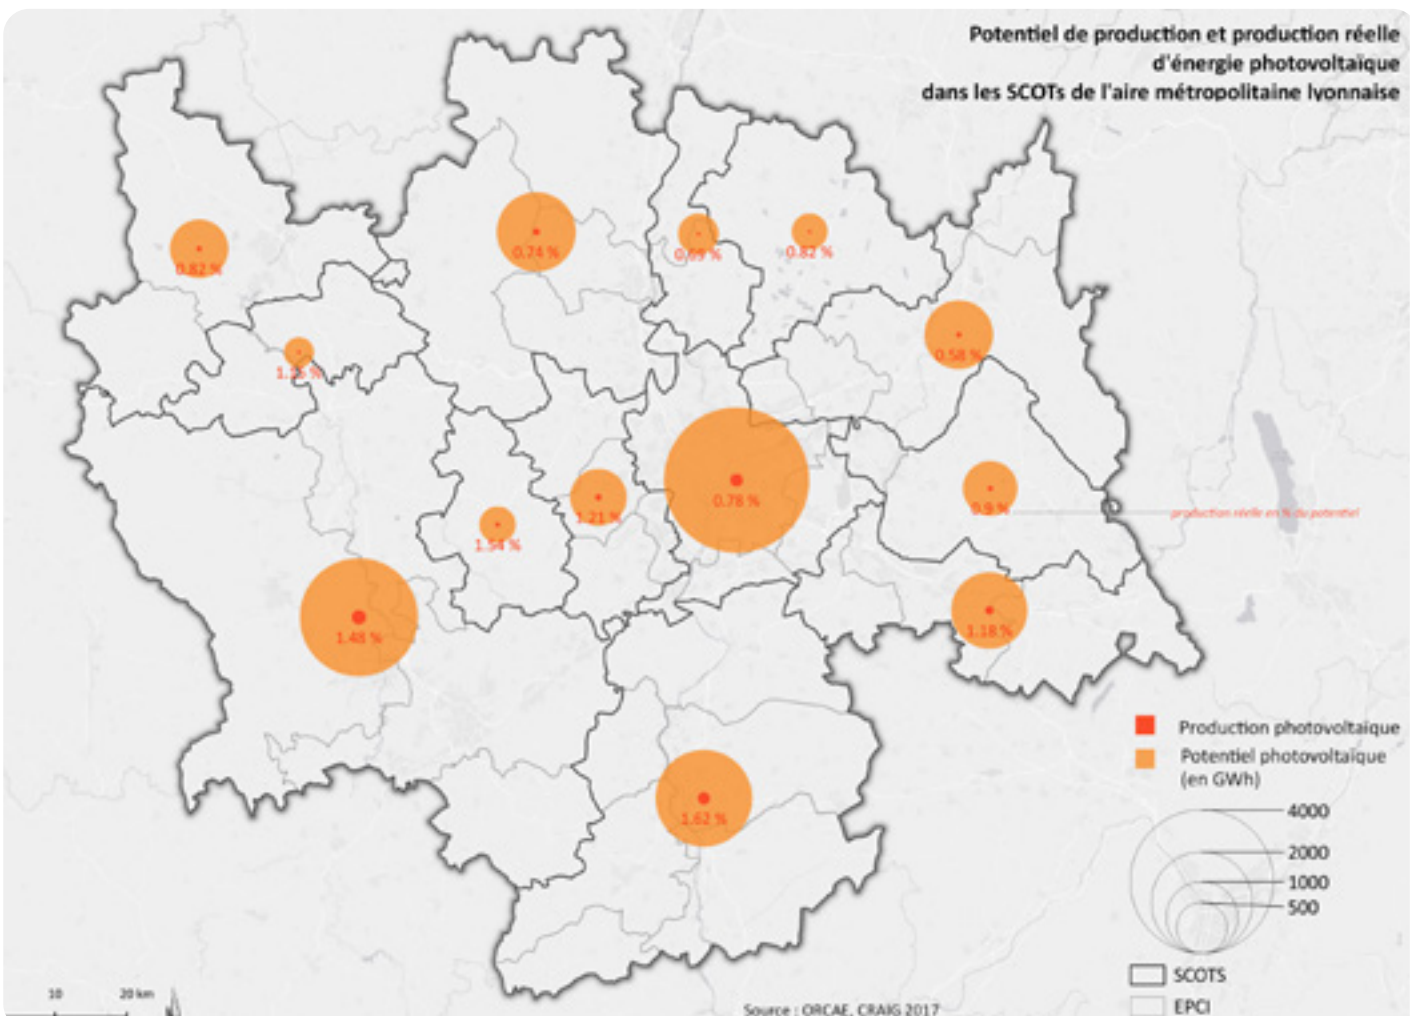 Potentiel de production et production réelle
d'énergie photovoltaïque
dans les SCOTs de l'aire métropolitaine lyonnaise
0.74 %
0.82 %
0.82 %
0.58 %
0.78 %
0.9 %
production réelle en % du potentiel
1.21 %
1.54 %
1.18 %
1.48 %
1.62 %
Production photovoltaïque
Potentiel photovoltaïque
(en GWh)
4000
2000
1000
500
SCOTS
EPCI
10
20 km
Source : ORCAE, CRAIG 2017